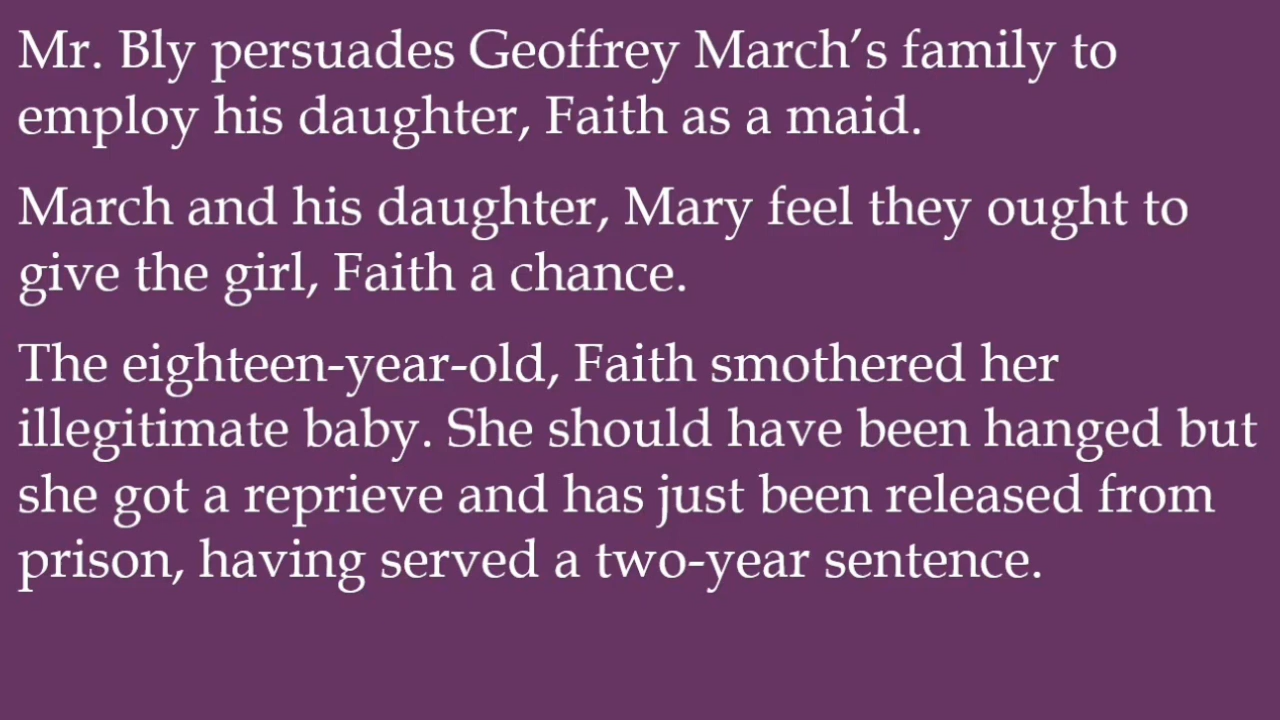 Mr. Bly persuades Geoffrey March’s family to
employ his daughter, Faith as a maid.
March and his daughter, Mary feel they ought to
give the girl, Faith a chance.
The eighteen-year-old, Faith smothered her
illegitimate baby. She should have been hanged but
she got a reprieve and has just been released from
prison, having served a two-year sentence.